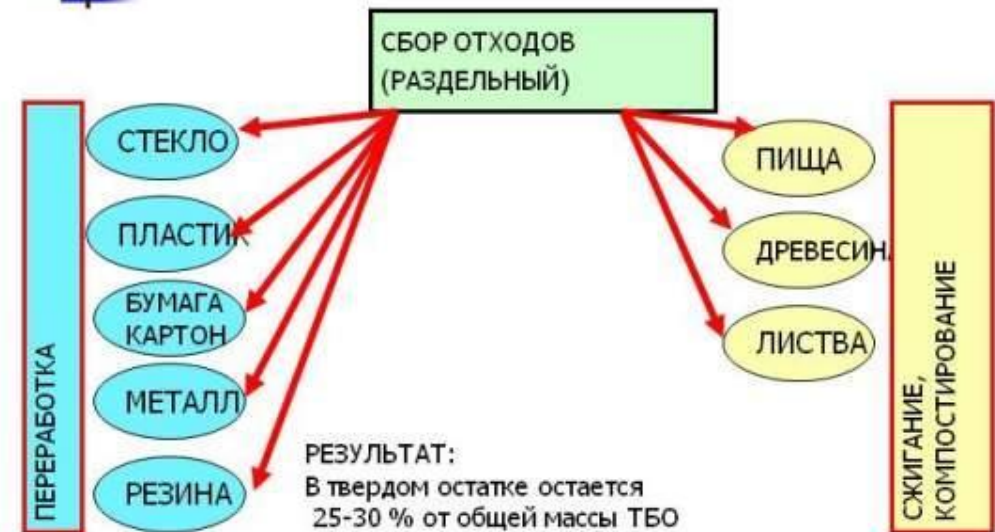 СБОР ОТХОДОВ
(РАЗДЕЛЬНЫЙ)
ПЕРЕРАБОТКА
СТЕКЛО
ПЛАСТИК
БУМАГА
КАРТОН
МЕТАЛЛ
РЕЗИНА
ПИЩА
ДРЕВЕСИНА
ЛИСТВА
СЖИГАНИЕ,
КОМПОСТИРОВАНИЕ
РЕЗУЛЬТАТ:
В твердом остатке остается
25-30 % от общей массы ТБО